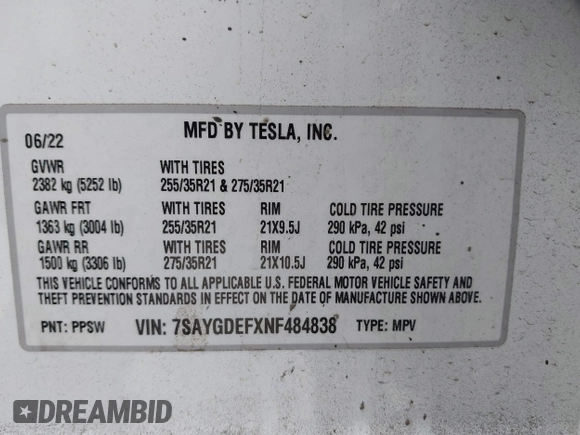 06/22 MFD BY TESLA, INC.
GVWR WITH TIRES
2382 kg (5252 lb) 255/35R21 & 275/35R21
GAWR FRT WITH TIRES RIM COLD TIRE PRESSURE
1363 kg (3004 lb) 255/35R21 21X9.5J 290 kPa, 42 psi
GAWR RR WITH TIRES RIM COLD TIRE PRESSURE
1500 kg (3306 lb) 275/35R21 21X10.5J 290 kPa, 42 psi
THIS VEHICLE CONFORMS TO ALL APPLICABLE U.S. FEDERAL MOTOR VEHICLE SAFETY AND
THEFT PREVENTION STANDARDS IN EFFECT ON THE DATE OF MANUFACTURE SHOWN ABOVE.
PNT: PPSW VIN: 7SAYGDEFXNF484838 TYPE: MPV
DREAMBID